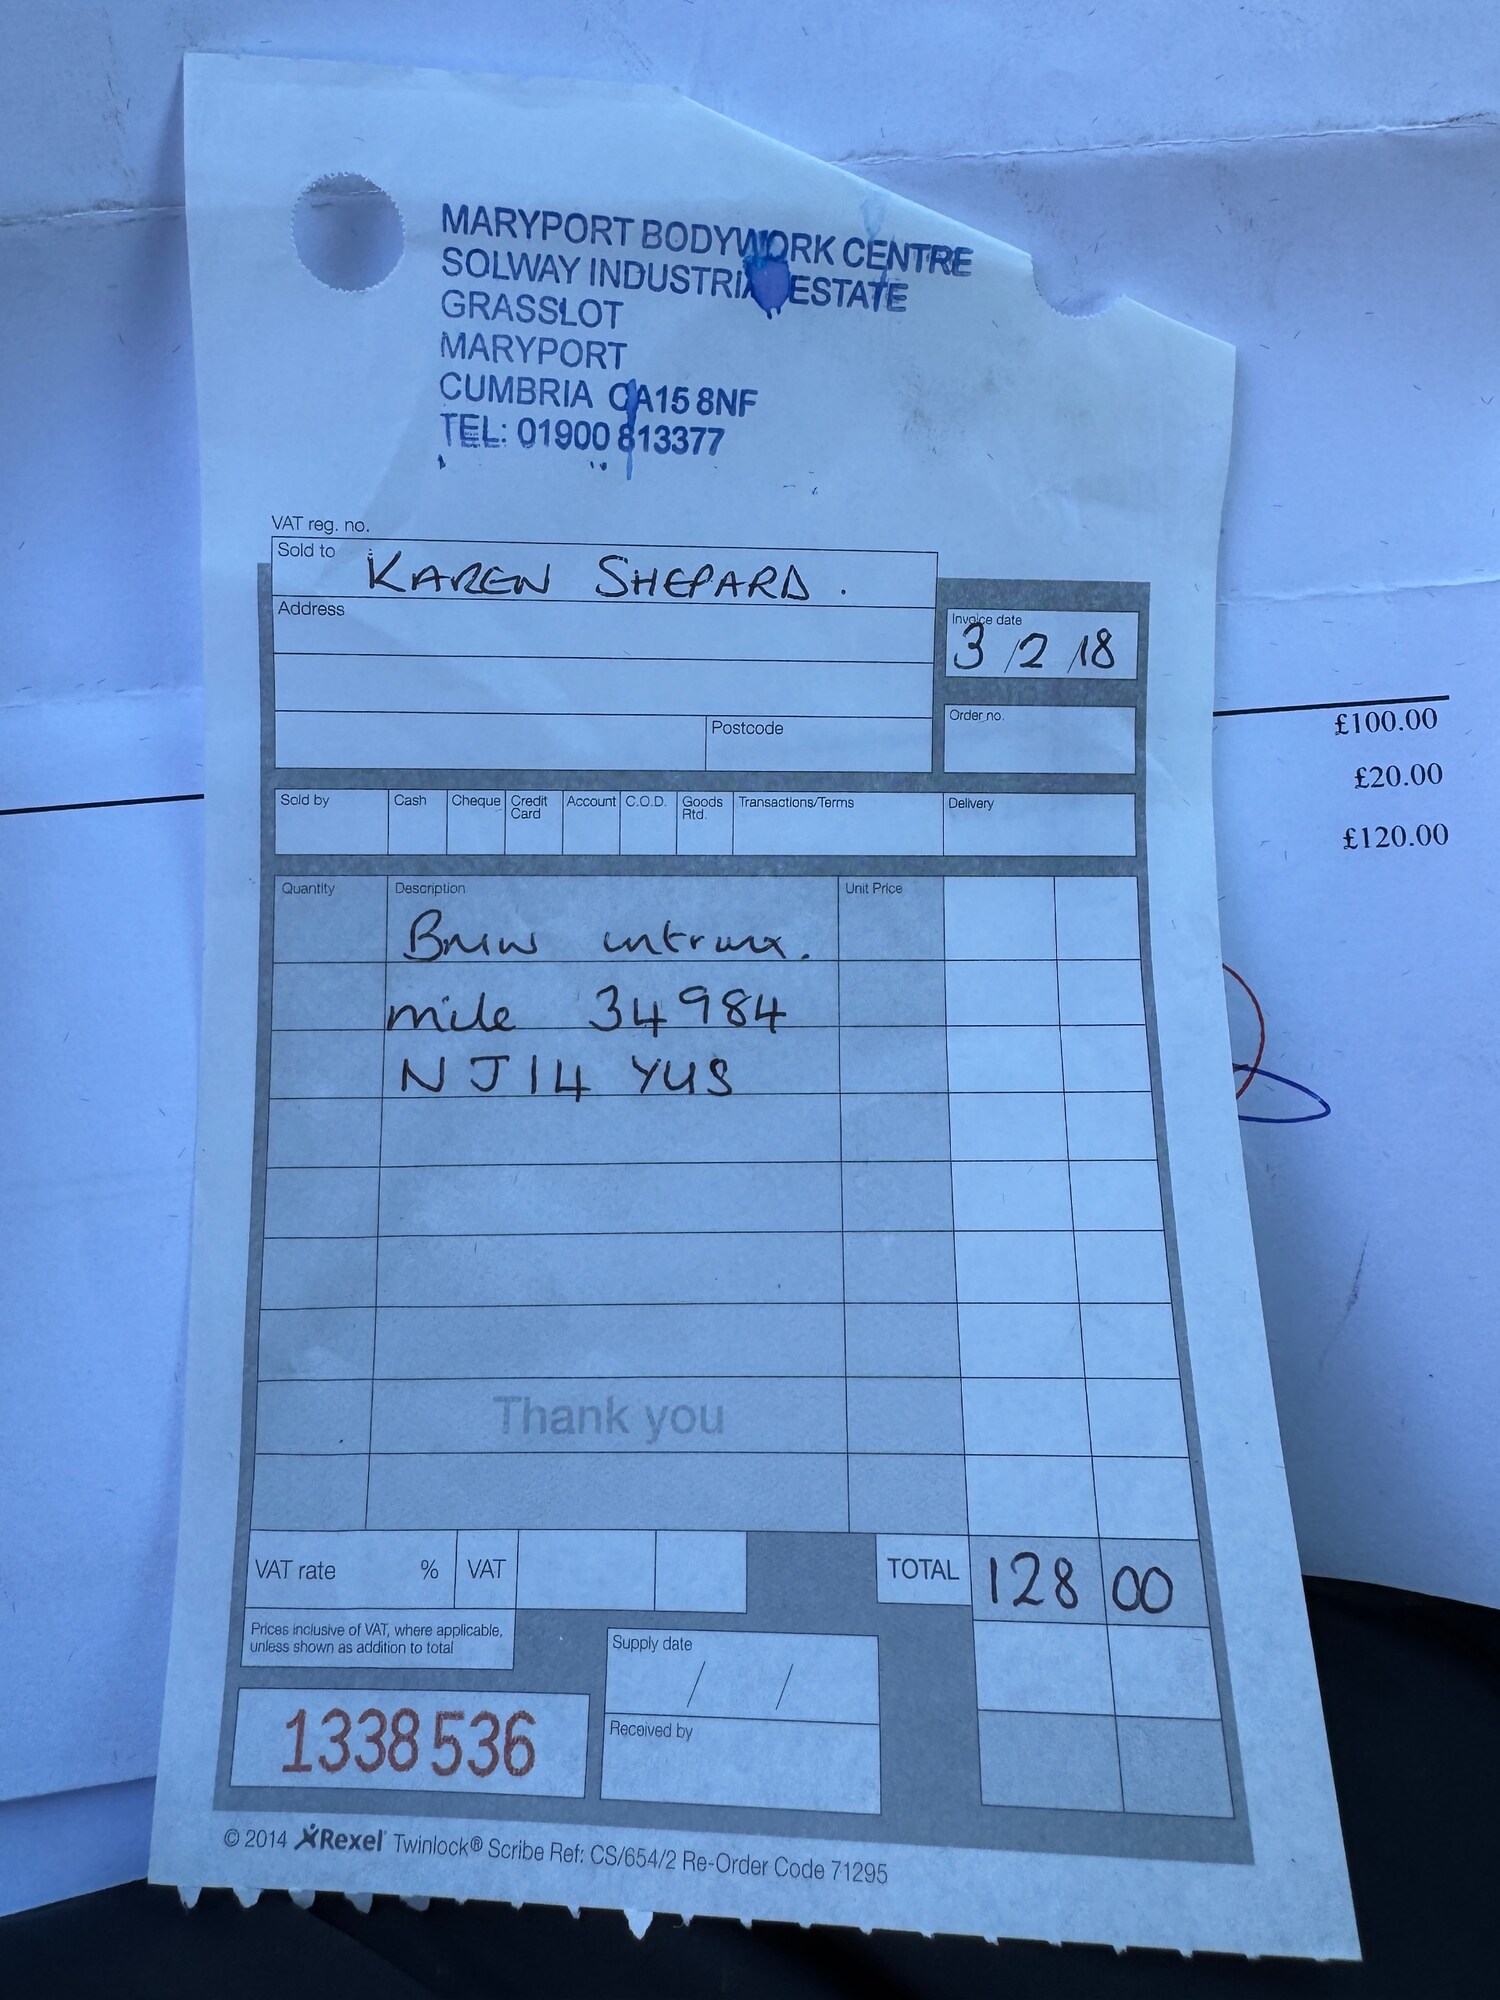 MARYPORT BODYWORK CENTRE
SOLWAY INDUSTRIAL ESTATE
GRASSLOT
MARYPORT
CUMBRIA CA15 8NF
TEL: 01900 813377
VAT reg. no.
Sold to KAREN SHEPARD.
Address
Invoice date
3/2/18
Postcode
Order no.
£100.00
£20.00
£120.00
Sold by Cash Cheque Credit Card Account C.O.D. Goods Rtd. Transactions/Terms Delivery
Quantity Description Unit Price
BMW
mile 34984
NJ14 YUS
Thank you
VAT rate % VAT TOTAL 128 00
Prices inclusive of VAT, where applicable,
unless shown as addition to total
Supply date
/ /
Received by
1338536
© 2014 Rexel Twinlock® Scribe Ref: CS/654/2 Re-Order Code 71295